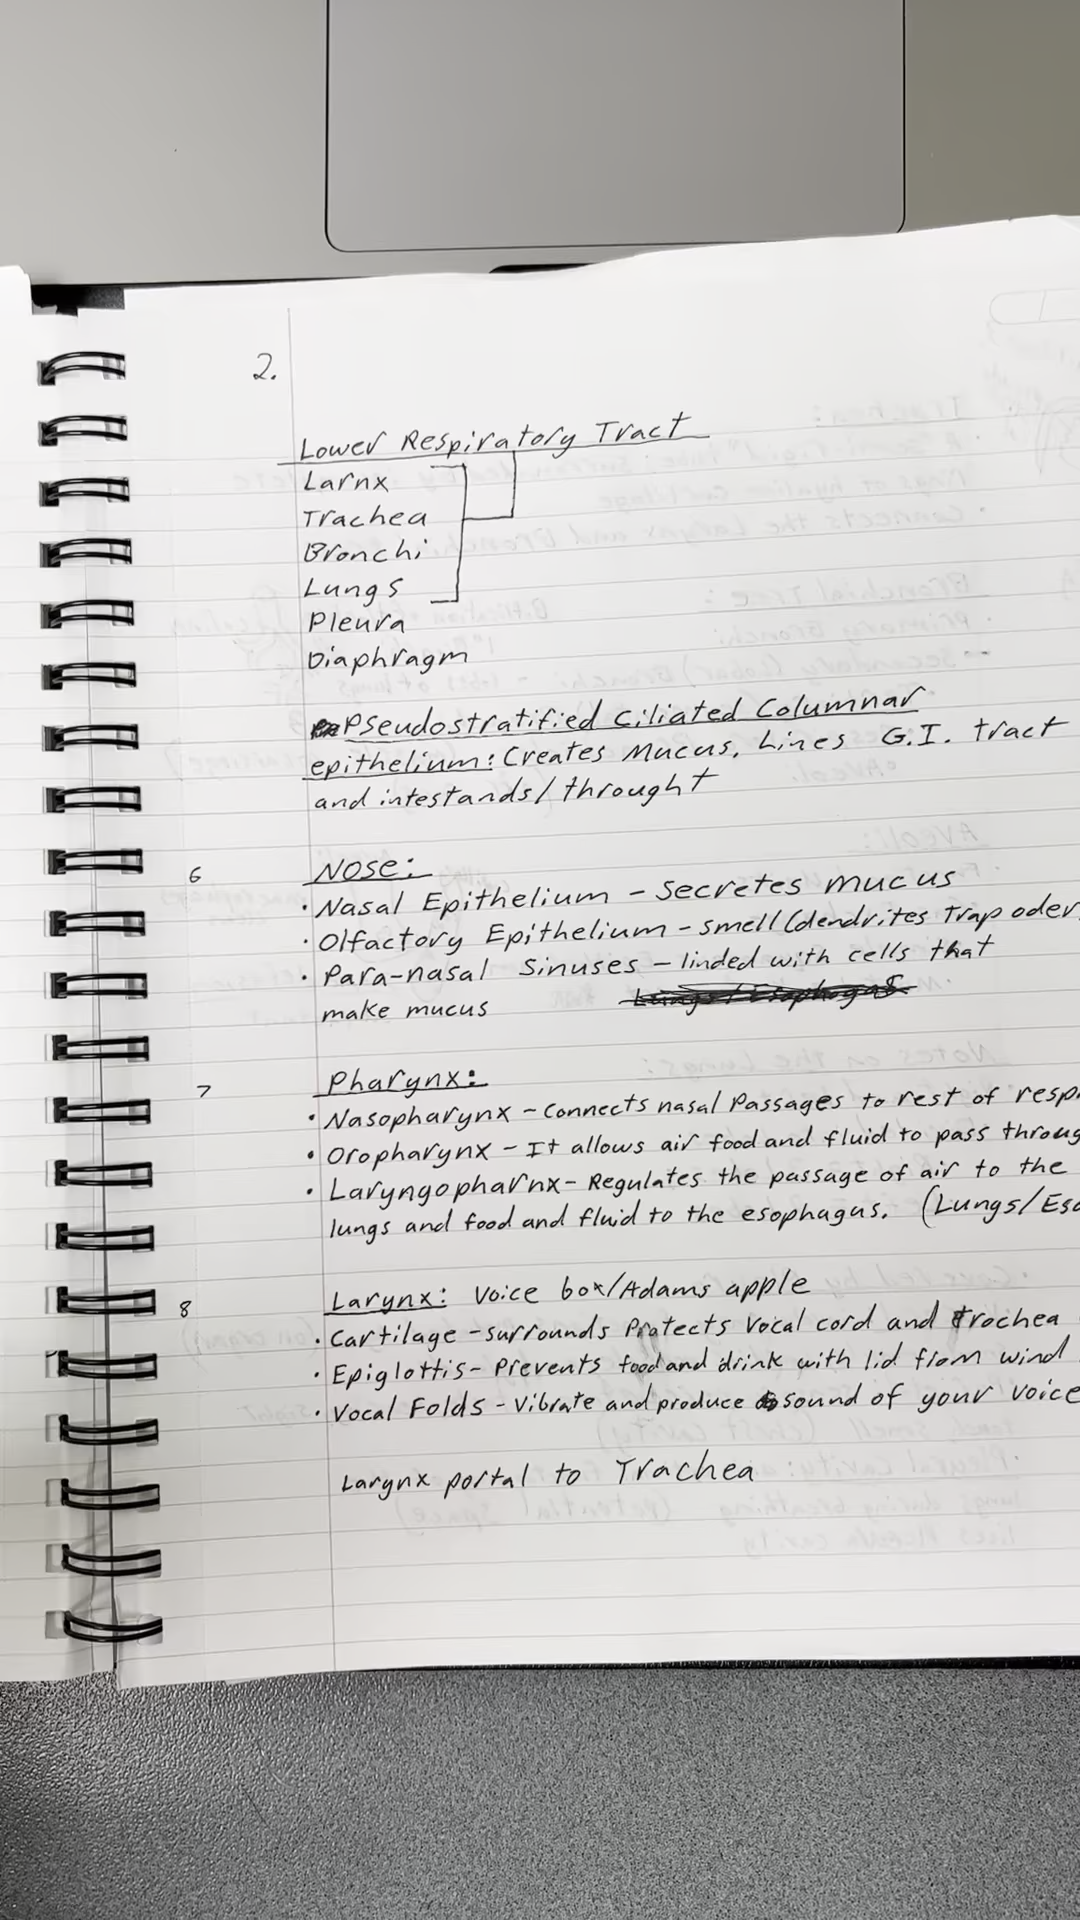 2.
Lower Respiratory Tract
Larnx
Trachea
Bronchi
Lungs
Pleura
Diaphragm
Pseudostratified Ciliated Columnar
epithelium: Creates Mucus, Lines G.I. tract
and intestands/throught
6 Nose:
• Nasal Epithelium - secretes mucus
• Olfactory Epithelium - smell (dendrites Trap oder
• Para-nasal Sinuses - linded with cells that
make mucus
7 Pharynx:
• Nasopharynx - Connects nasal Passages to rest of resp
• Oropharynx - It allows air food and fluid to pass throug
• Laryngopharnx - Regulates the passage of air to the
lungs and food and fluid to the esophagus. (Lungs/Eso
8 Larynx: Voice box/Adams apple
• Cartilage - surrounds Protects Vocal cord and trochea
• Epiglottis - Prevents food and drink with lid from wind
• Vocal Folds - Vibrate and produce sound of your voice
Larynx portal to Trachea